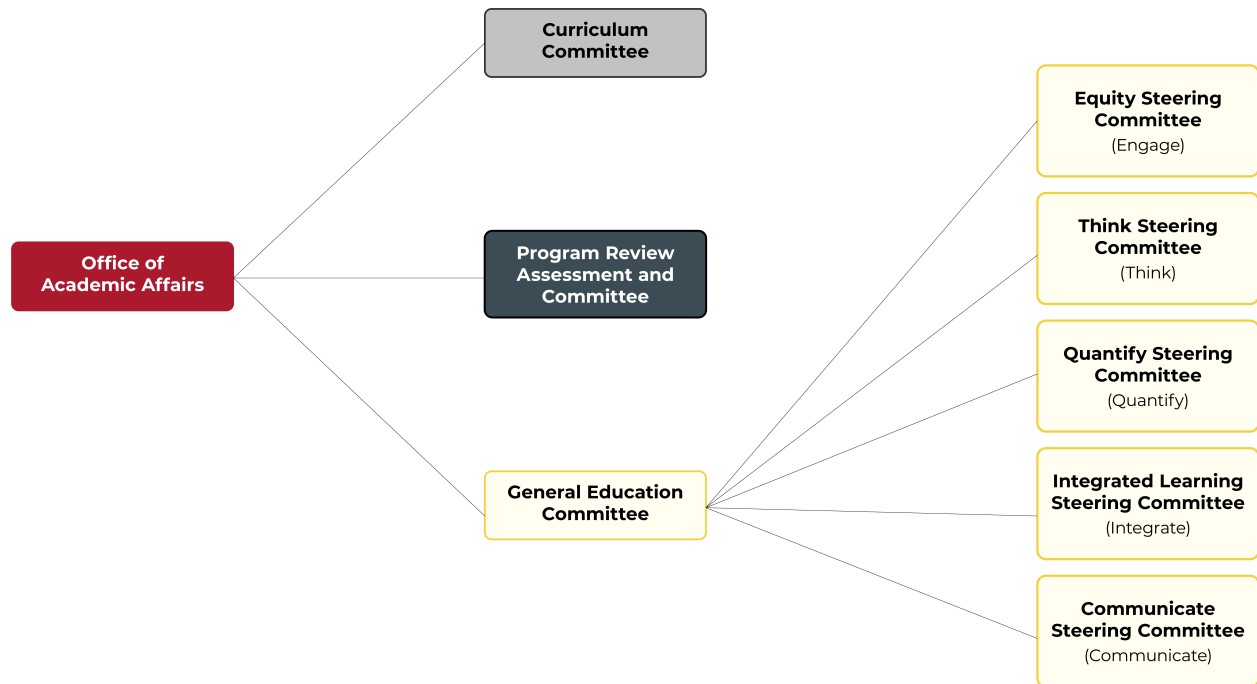 Curriculum
Committee
Equity Steering
Committee
(Engage)
Think Steering
Committee
(Think)
Office of
Academic Affairs
Program Review
Assessment and
Committee
Quantify Steering
Committee
(Quantify)
General Education
Committee
Integrated Learning
Steering Committee
(Integrate)
Communicate
Steering Committee
(Communicate)